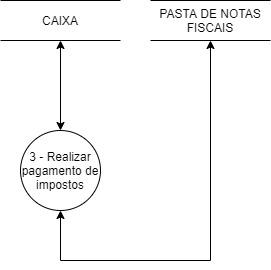 CAIXA
PASTA DE NOTAS
FISCAIS
3 - Realizar
pagamento de
impostos